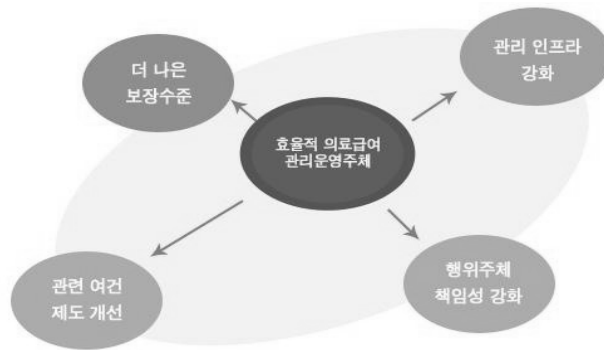 더 나은
보장수준
관리 인프라
강화
효율적 의료급여
관리운영주체
관련 여건
제도 개선
행위주체
책임성 강화